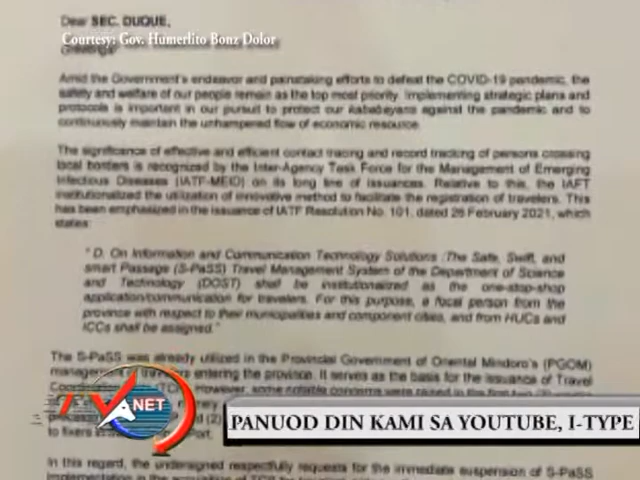 Dear SEC. DUQUE,
Courtesy: Gov. Humerlito Bonz Dolor
Amid the Government's endeavor and painstaking efforts to defeat the COVID-19 pandemic, the
safety and welfare of our people remain as the top most priority. Implementing strategic plans and
protocols is important in our pursuit to protect our kababayans against the pandemic and to
continuously maintain the unhampered flow of economic resource.
The significance of effective and efficient contact tracing and record tracking of persons crossing
local borders is recognized by the Inter-Agency Task Force for the Management of Emerging
Infectious Diseases (IATF-MEID) on its long line of issuances. Relative to this, the IAFT
institutionalized the utilization of innovative method to facilitate the registration of travelers. This
has been emphasized in the issuance of IATF Resolution No. 101, dated 26 February 2021, which
states:
" D. On Information and Communication Technology Solutions :The Safe, Swift, and
smart Passage (S-PaSS) Travel Management System of the Department of Science
and Technology (DOST) shall be institutionalized as the one-stop-shop
application/communication for travelers. For this purpose, a focal person from the
province with respect to their municipalities and component cities, and from HUCs and
ICCs shall be assigned."
The S-PaSS was already utilized in the Provincial Government of Oriental Mindoro's (PGOM)
management of travelers entering the province. It serves as the basis for the issuance of Travel
However, some notable concerns were raised in the first two (2)
(2)
to fixers in Port.
TV NET
PANUOD DIN KAMI SA YOUTUBE, I-TYPE
In this regard, the undersigned respectfully requests for the immediate suspension of S-PaSS